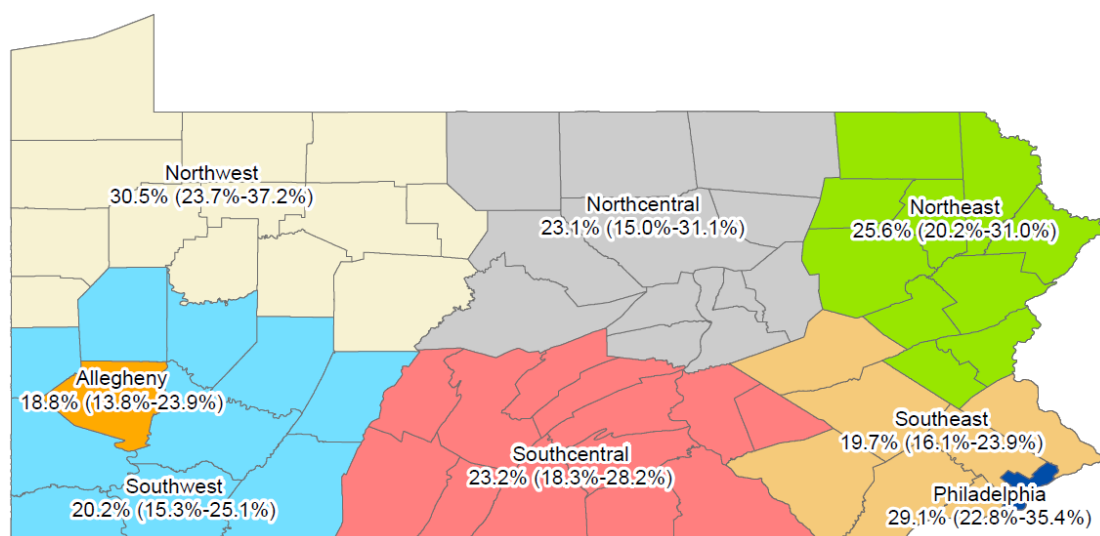 Northwest
30.5% (23.7%-37.2%)
Northcentral
23.1% (15.0%-31.1%)
Northeast
25.6% (20.2%-31.0%)
Allegheny
18.8% (13.8%-23.9%)
Southeast
19.7% (16.1%-23.9%)
Southcentral
23.2% (18.3%-28.2%)
Southwest
20.2% (15.3%-25.1%)
Philadelphia
29.1% (22.8%-35.4%)